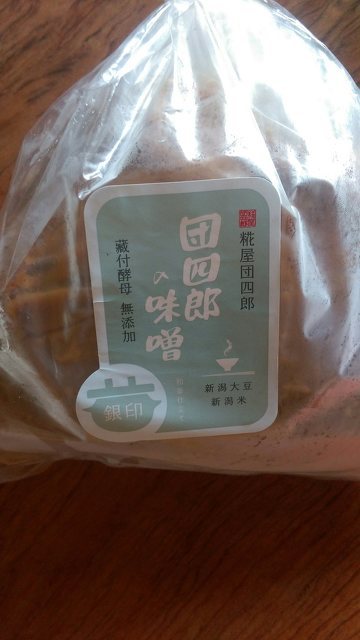 糀屋団四郎
団四郎
の味噌
蔵付酵母 無添加
新潟大豆
新潟米
銀印